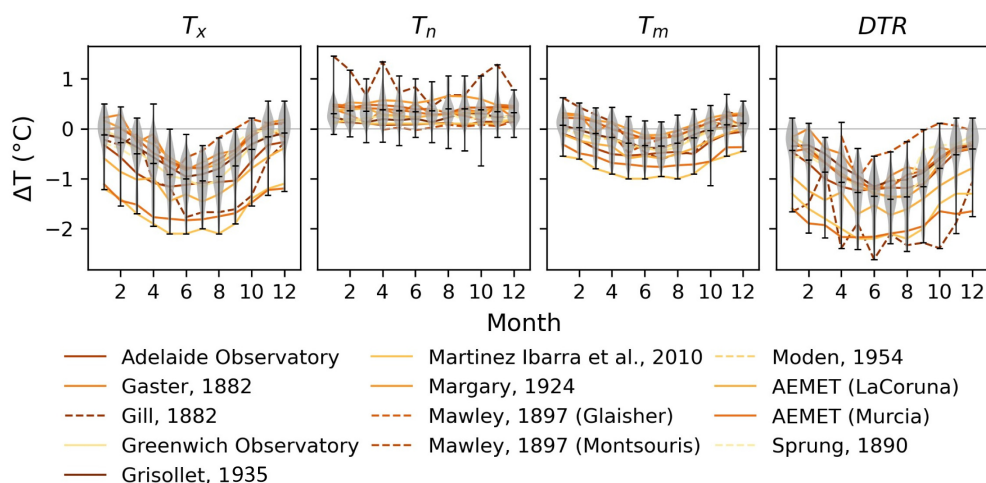 Tx Tn Tm DTR
1
0
−1
−2
ΔT (°C)
2 4 6 8 10 12 2 4 6 8 10 12 2 4 6 8 10 12 2 4 6 8 10 12
Month
Adelaide Observatory
Gaster, 1882
Gill, 1882
Greenwich Observatory
Grisollet, 1935
Martinez Ibarra et al., 2010
Margary, 1924
Mawley, 1897 (Glaisher)
Mawley, 1897 (Montsouris)
Moden, 1954
AEMET (LaCoruna)
AEMET (Murcia)
Sprung, 1890